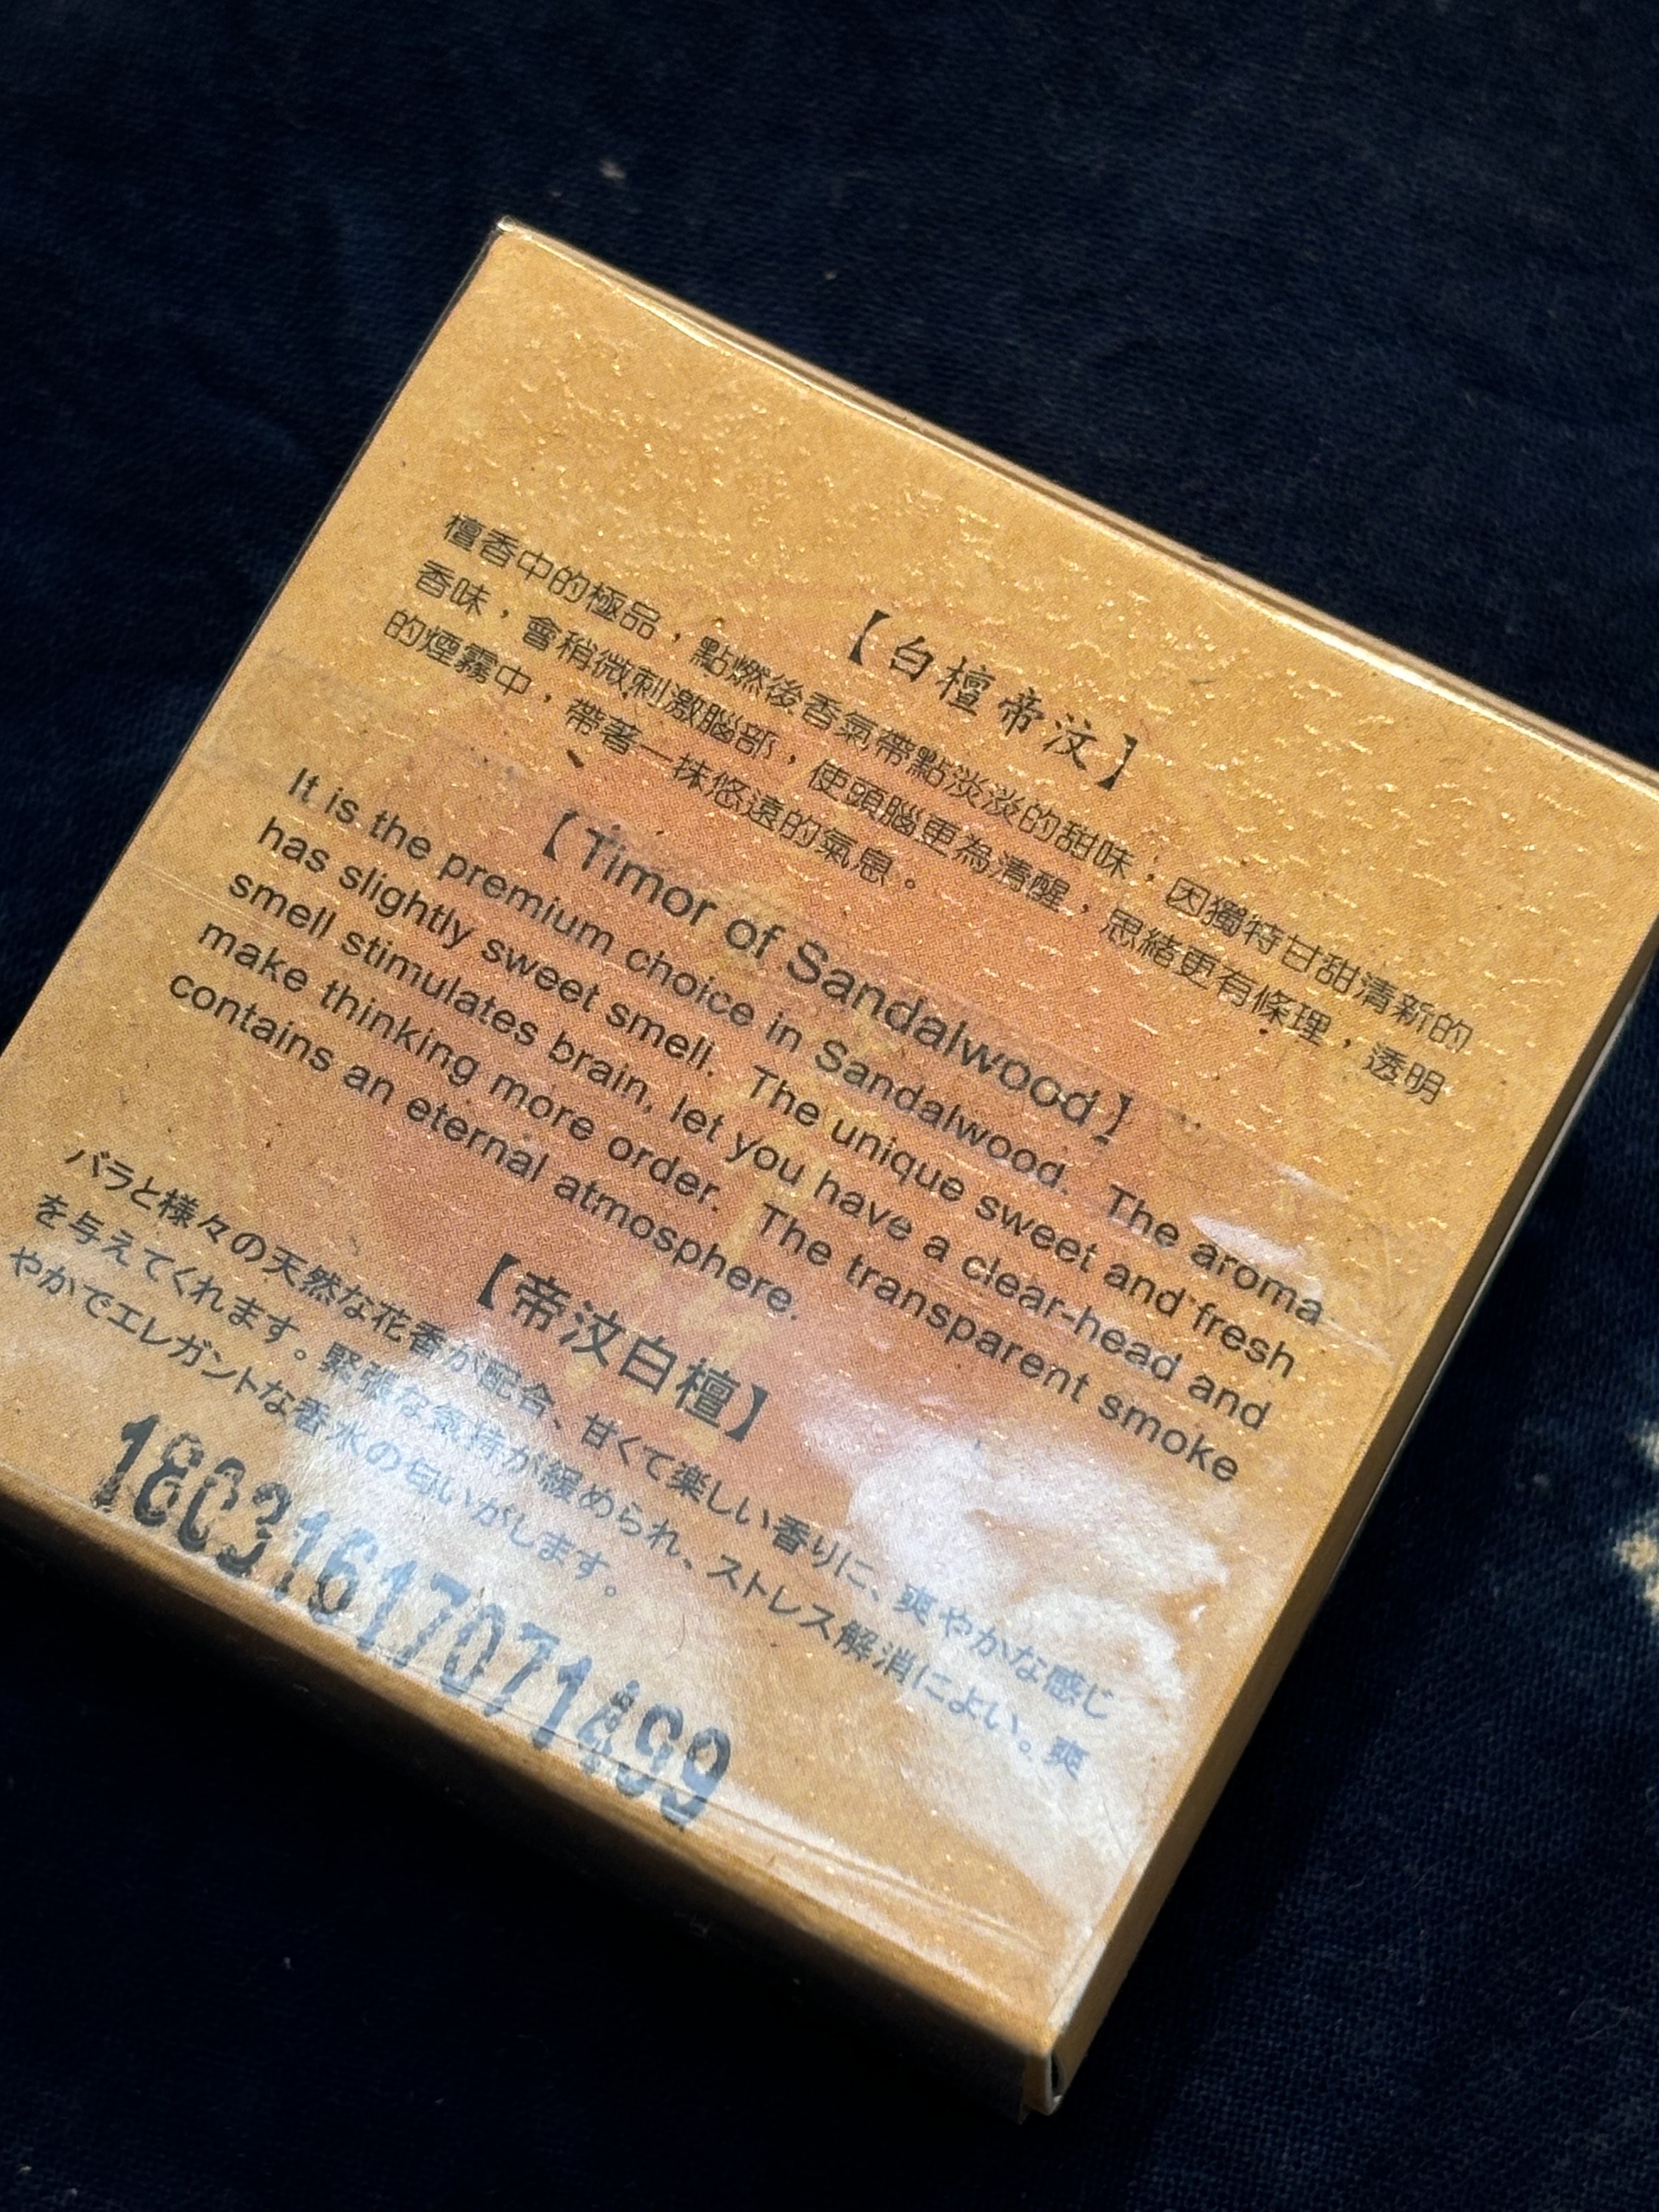 【白檀帝汶】
檀香中的極品，點燃後香氣帶點淡淡的甜味，因獨特甘甜清新的
香味，會稍微刺激腦部，使頭腦更為清醒，思緒更有條理，透明
的煙霧中，帶著一抹悠遠的氣息。
【Timor of Sandalwood】
It is the premium choice in Sandalwood. The aroma
has slightly sweet smell. The unique sweet and fresh
smell stimulates brain, let you have a clear-head and
make thinking more order. The transparent smoke
contains an eternal atmosphere.
【帝汶白檀】
バラと様々の天然な花香が配合、甘くて楽しい香りに、爽やかな感じ
を与えてくれます。緊張な気持が緩められ、ストレス解消によい。爽
やかでエレガントな香水の匂いがします。
18031617071499